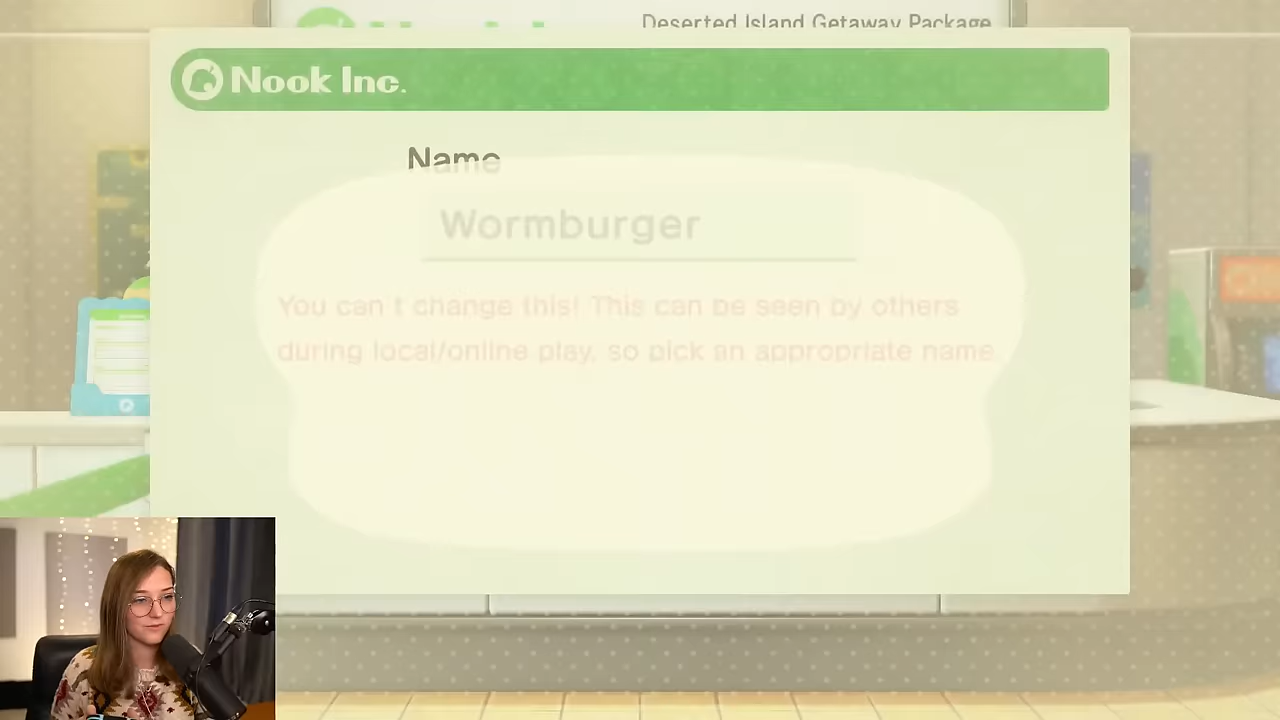 Deserted Island Getaway Package
Nook Inc.
Name
Wormburger
You can t change this! This can be seen by others
during local/online play, so pick an appropriate name.